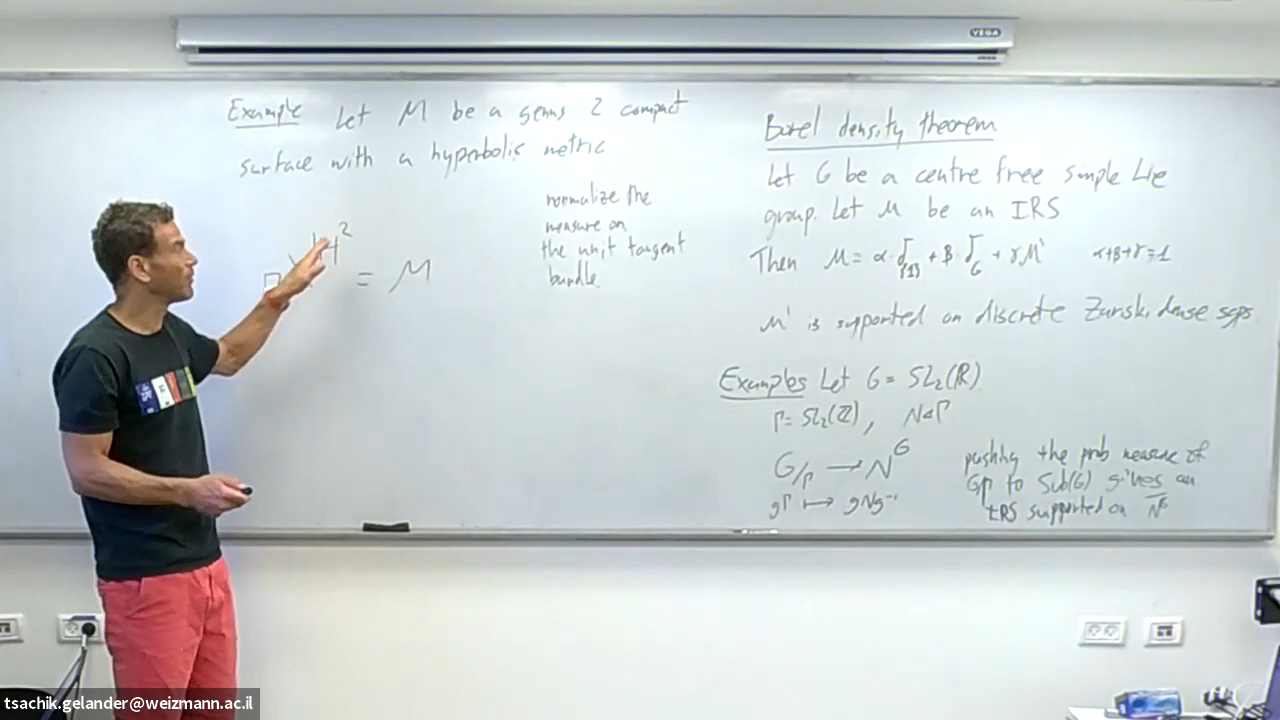 VEGA
Example Let M be a genus 2 compact
surface with a hyperbolic metric
normalize the
measure on
the unit tangent
bundle.
\ ℍ² = M
Borel density theorem
Let G be a centre free simple Lie
group. Let μ be an IRS
Then μ = α·δ_{1} + β·δ_G + γμ' α+β+γ=1
μ' is supported on discrete Zariski dense sgps.
Examples Let G = SL₂(ℝ)
Γ = SL₂(ℤ), N◁Γ
G/Γ → N^G
gΓ ↦ gNg⁻¹
pushing the prob measure of
G/Γ to Sub(G) gives an
IRS supported on N̅^G
tsachik.gelander@weizmann.ac.il